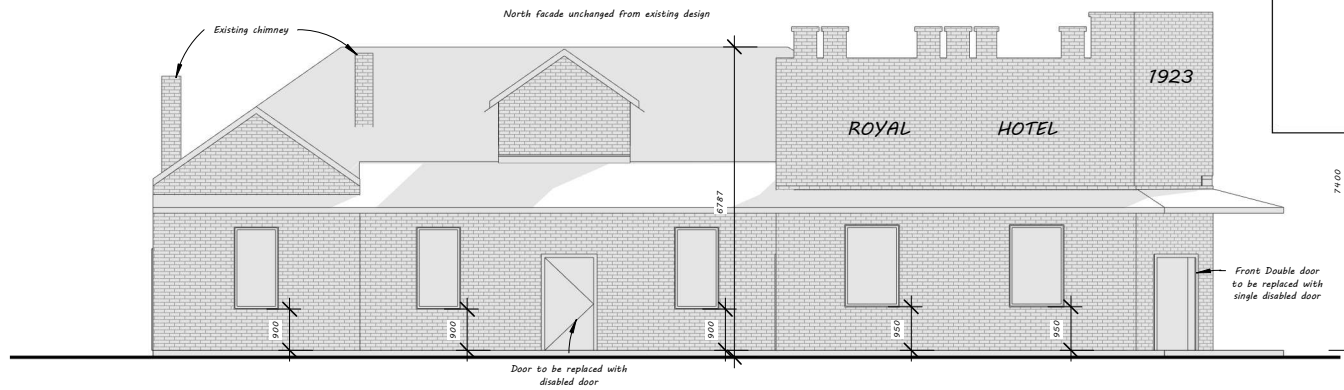 North facade unchanged from existing design
Existing chimney
1923
ROYAL HOTEL
7400
6787
Front Double door
to be replaced with
single disabled door
900
900
900
950
950
Door to be replaced with
disabled door